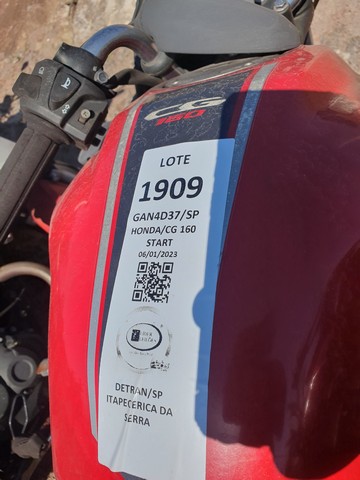 CG
160
LOTE
1909
GAN4D37/SP
HONDA/CG 160
START
06/01/2023
DETRAN/SP
ITAPECERICA DA
SERRA